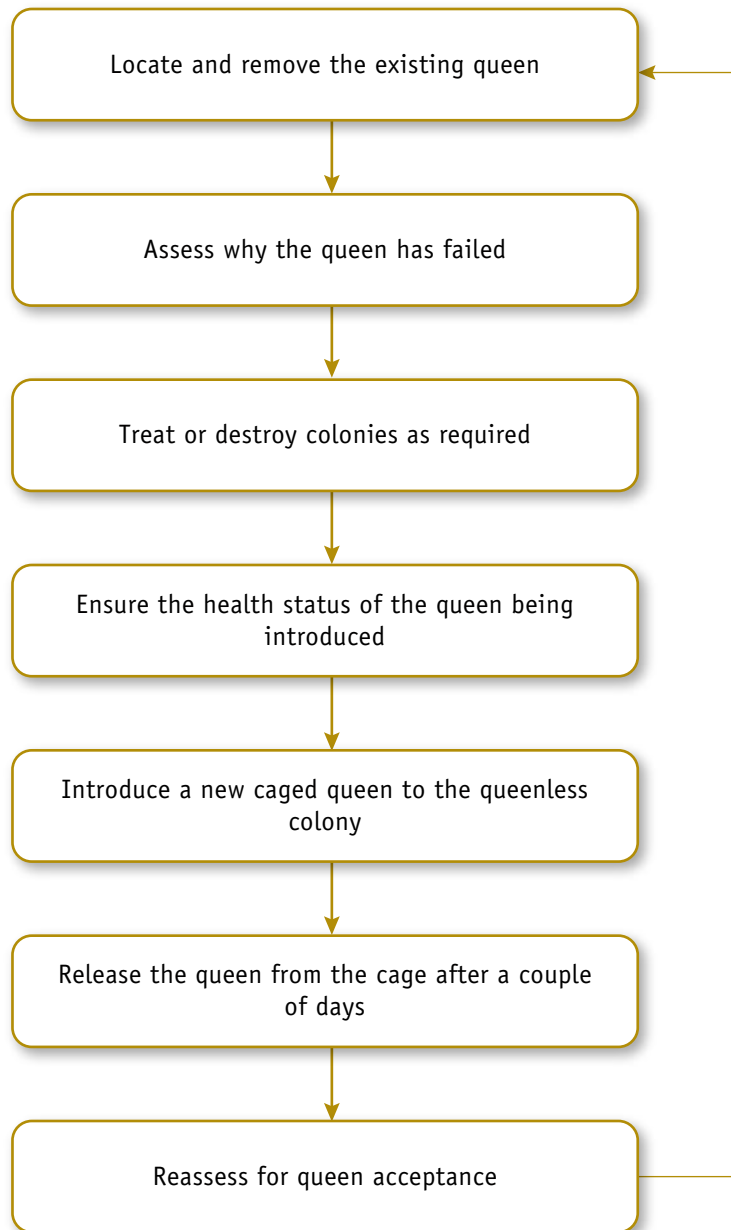 Locate and remove the existing queen
Assess why the queen has failed
Treat or destroy colonies as required
Ensure the health status of the queen being
introduced
Introduce a new caged queen to the queenless
colony
Release the queen from the cage after a couple
of days
Reassess for queen acceptance